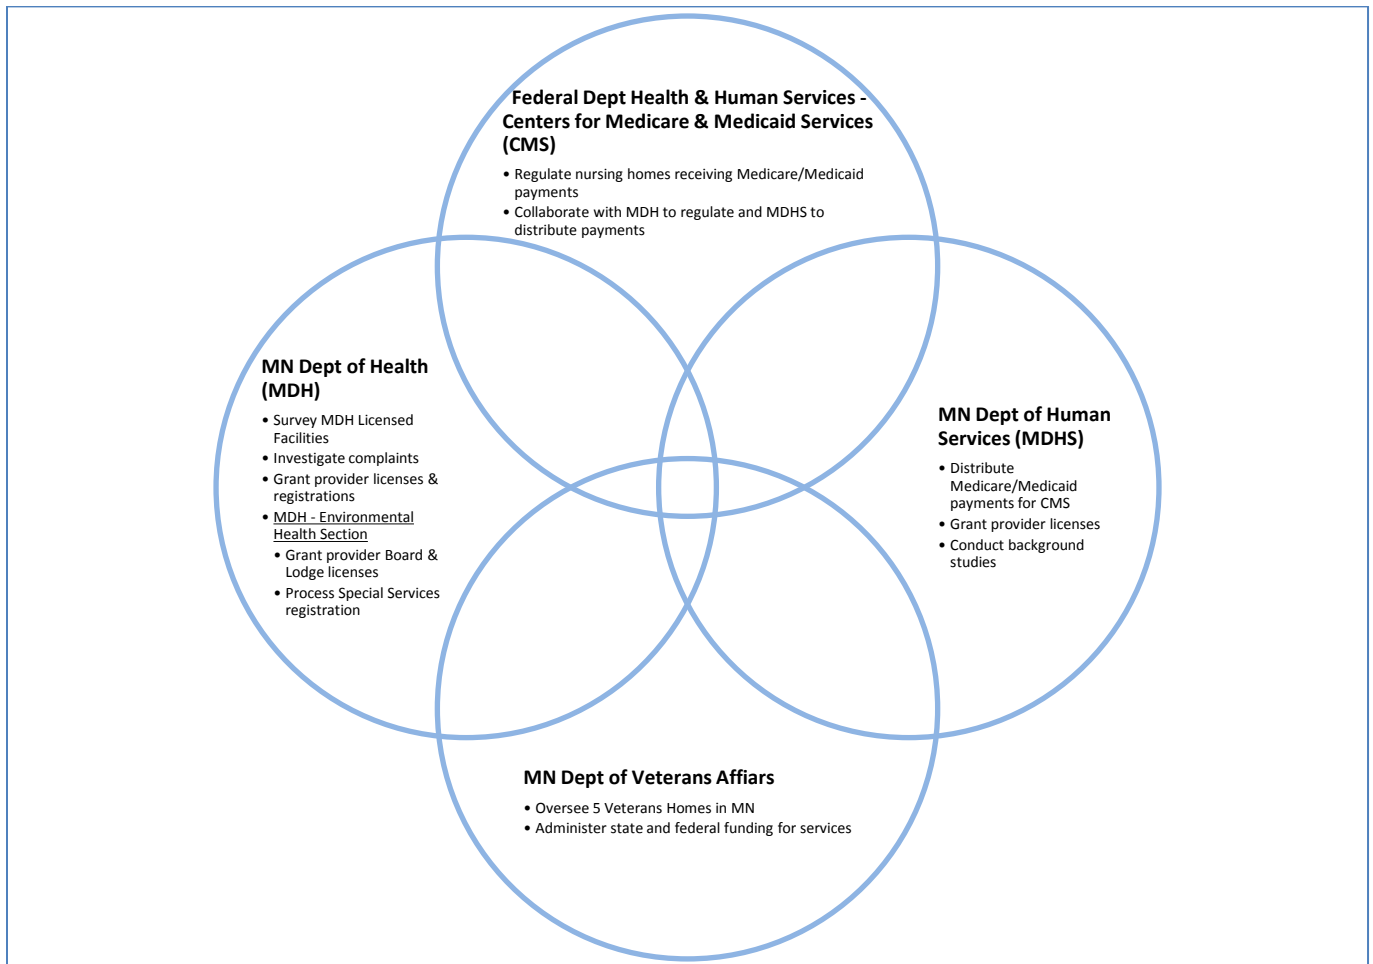 Federal Dept Health & Human Services -
Centers for Medicare & Medicaid Services
(CMS)
• Regulate nursing homes receiving Medicare/Medicaid
payments
• Collaborate with MDH to regulate and MDHS to
distribute payments
MN Dept of Health
(MDH)
• Survey MDH Licensed
Facilities
• Investigate complaints
• Grant provider licenses &
registrations
• MDH - Environmental
Health Section
• Grant provider Board &
Lodge licenses
• Process Special Services
registration
MN Dept of Human
Services (MDHS)
• Distribute
Medicare/Medicaid
payments for CMS
• Grant provider licenses
• Conduct background
studies
MN Dept of Veterans Affiars
• Oversee 5 Veterans Homes in MN
• Administer state and federal funding for services